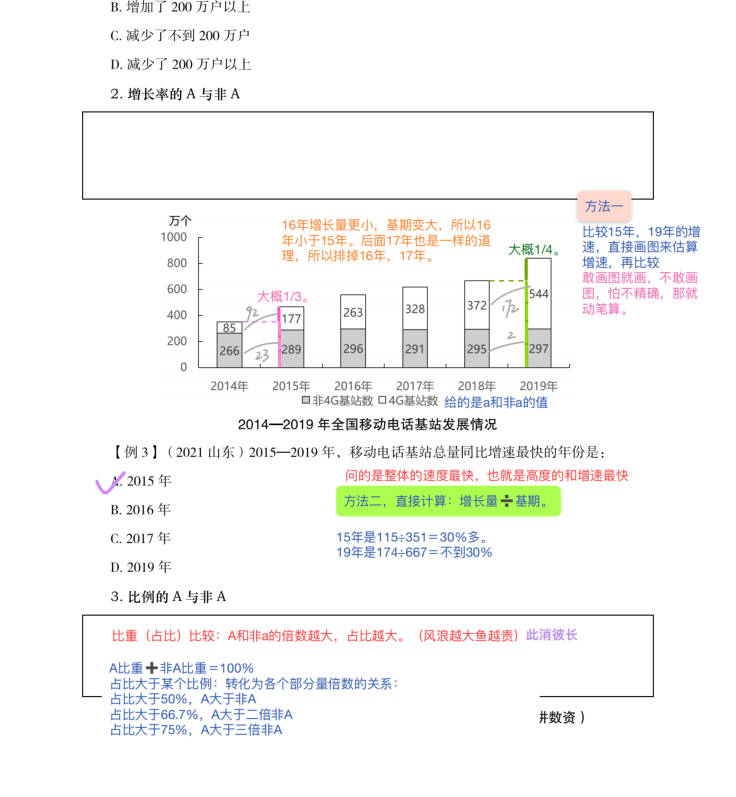 B. 增加了 200 万户以上
C. 减少了不到 200 万户
D. 减少了 200 万户以上
2. 增长率的 A 与非 A
方法一
万个
16年增长量更小，基期变大，所以16
年小于15年。后面17年也是一样的道
理，所以排掉16年，17年。
比较15年，19年的增
速，直接画图来估算
增速，再比较
敢画图就画，不敢画
图，怕不精确，那就
动笔算。
大概1/4。
大概1/3。
1000
800
600
400
200
0
92
23
172
2
85
177
263
328
372
544
266
289
296
291
295
297
2014年 2015年 2016年 2017年 2018年 2019年
非4G基站数 4G基站数 给的是a和非a的值
2014—2019 年全国移动电话基站发展情况
【例 3】（2021 山东）2015—2019 年，移动电话基站总量同比增速最快的年份是：
问的是整体的速度最快，也就是高度的和增速最快
A. 2015 年
方法二，直接计算：增长量➗基期。
B. 2016 年
15年是115÷351＝30%多。
C. 2017 年
19年是174÷667＝不到30%
D. 2019 年
3. 比例的 A 与非 A
比重（占比）比较：A和非a的倍数越大，占比越大。（风浪越大鱼越贵）此消彼长
A比重➕非A比重＝100%
占比大于某个比例：转化为各个部分量倍数的关系：
占比大于50%，A大于非A
占比大于66.7%，A大于二倍非A
占比大于75%，A大于三倍非A
讲数资）